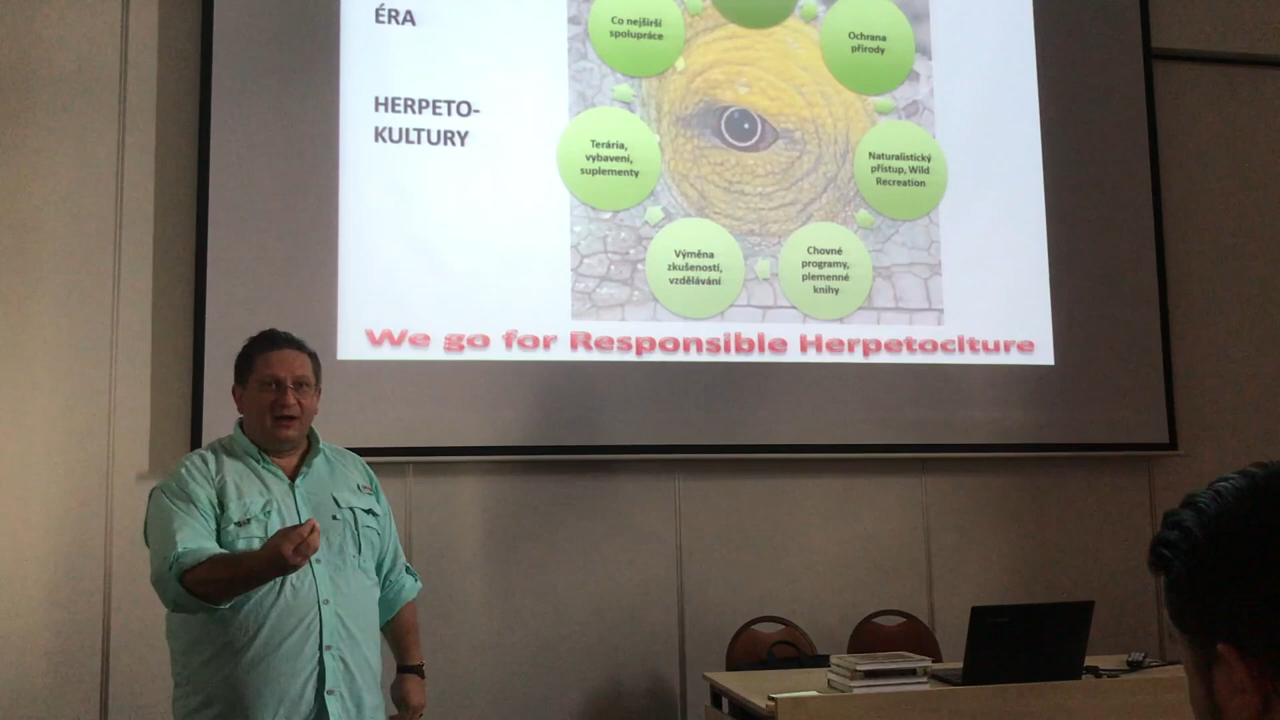 ÉRA
HERPETO-
KULTURY
Co nejširší
spolupráce
Ochrana
přírody
Terária,
vybavení,
suplementy
Naturalistický
přístup, Wild
Recreation
Výměna
zkušeností,
vzdělávání
Chovné
programy,
plemenné
knihy
We go for Responsible Herpetoclture